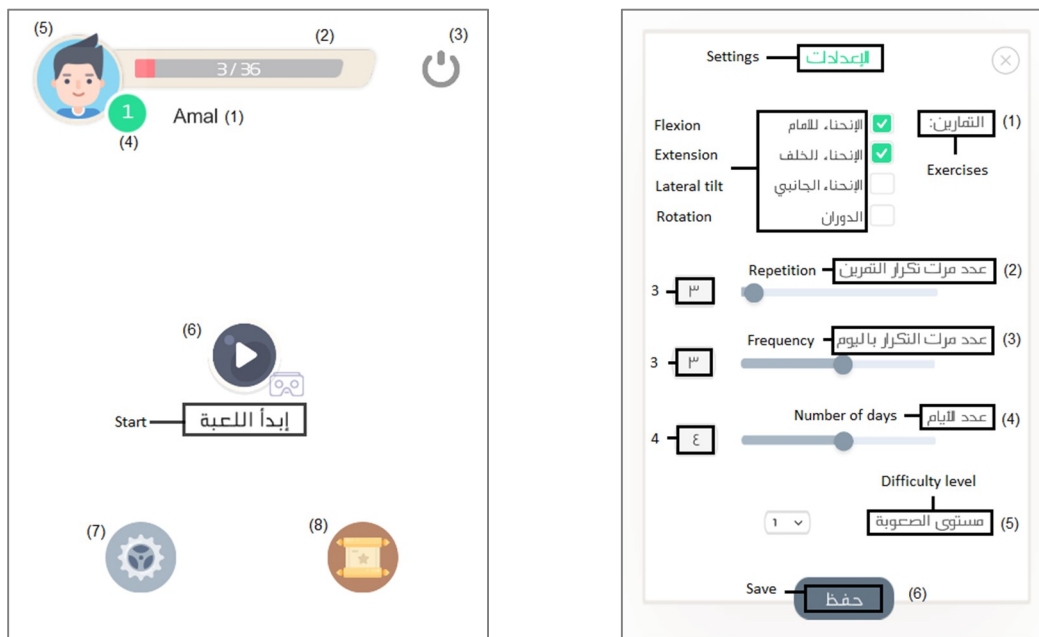 (5)
(2)
(3)
3 / 36
1
Amal (1)
(4)
(6)
Start
إبدأ اللعبة
(7)
(8)
Settings
الإعدادت
Flexion
الإنحناء للأمام
التمارين:
(1)
Extension
الإنحناء للخلف
Exercises
Lateral tilt
الإنحناء الجانبي
Rotation
الدوران
Repetition
عدد مرات تكرار التمرين
(2)
3
٣
Frequency
عدد مرات التكرار باليوم
(3)
3
٣
Number of days
عدد الأيام
(4)
4
٤
Difficulty level
مستوى الصعوبة
(5)
1
Save
حفظ
(6)